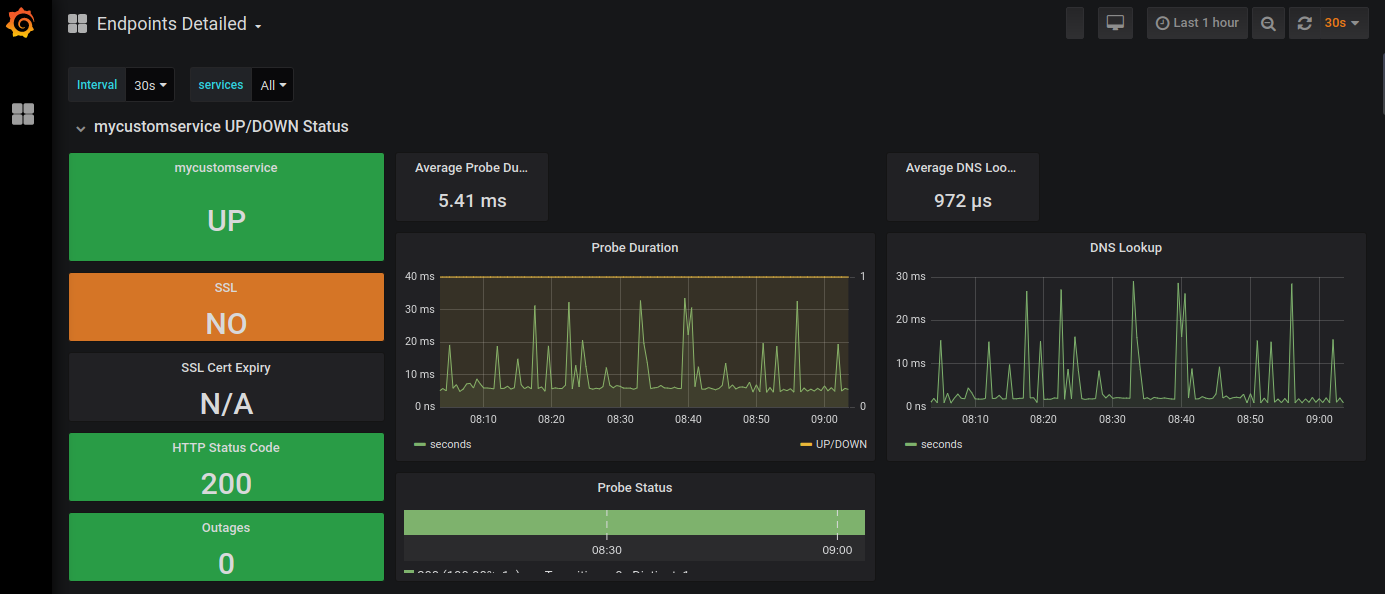 Endpoints Detailed
Last 1 hour
30s
Interval 30s
services All
mycustomservice UP/DOWN Status
mycustomservice
UP
SSL
NO
SSL Cert Expiry
N/A
HTTP Status Code
200
Outages
0
Average Probe Du...
5.41 ms
Probe Duration
40 ms
30 ms
20 ms
10 ms
0 ns
1
0
08:10 08:20 08:30 08:40 08:50 09:00
seconds
UP/DOWN
Probe Status
08:30 09:00
Average DNS Loo...
972 µs
DNS Lookup
30 ms
20 ms
10 ms
0 ns
08:10 08:20 08:30 08:40 08:50 09:00
seconds